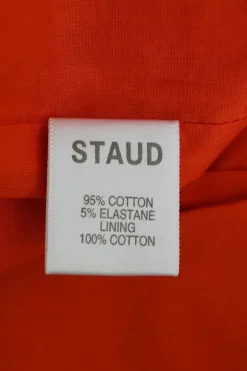 STAUD
95% COTTON
5% ELASTANE
LINING
100% COTTON